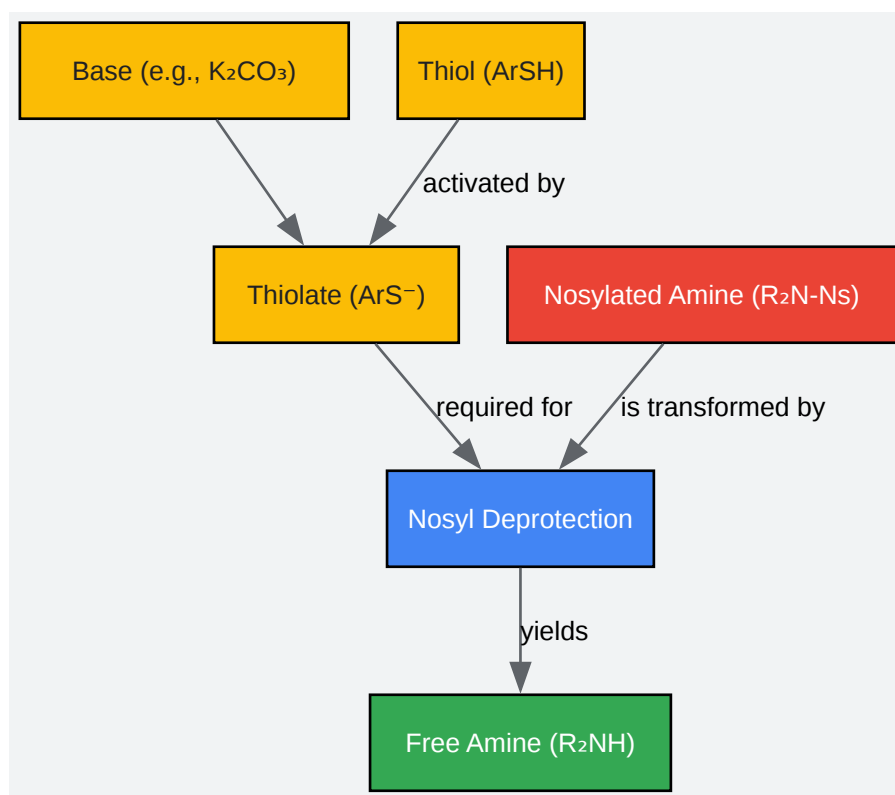 Base (e.g., K₂CO₃)
Thiol (ArSH)
activated by
Thiolate (ArS⁻)
Nosylated Amine (R₂N-Ns)
required for
is transformed by
Nosyl Deprotection
yields
Free Amine (R₂NH)